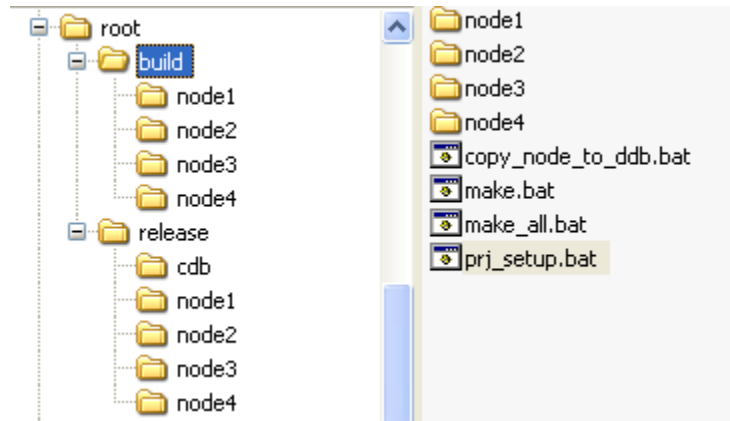 root
build
node1
node2
node3
node4
release
cdb
node1
node2
node3
node4
node1
node2
node3
node4
copy_node_to_ddb.bat
make.bat
make_all.bat
prj_setup.bat